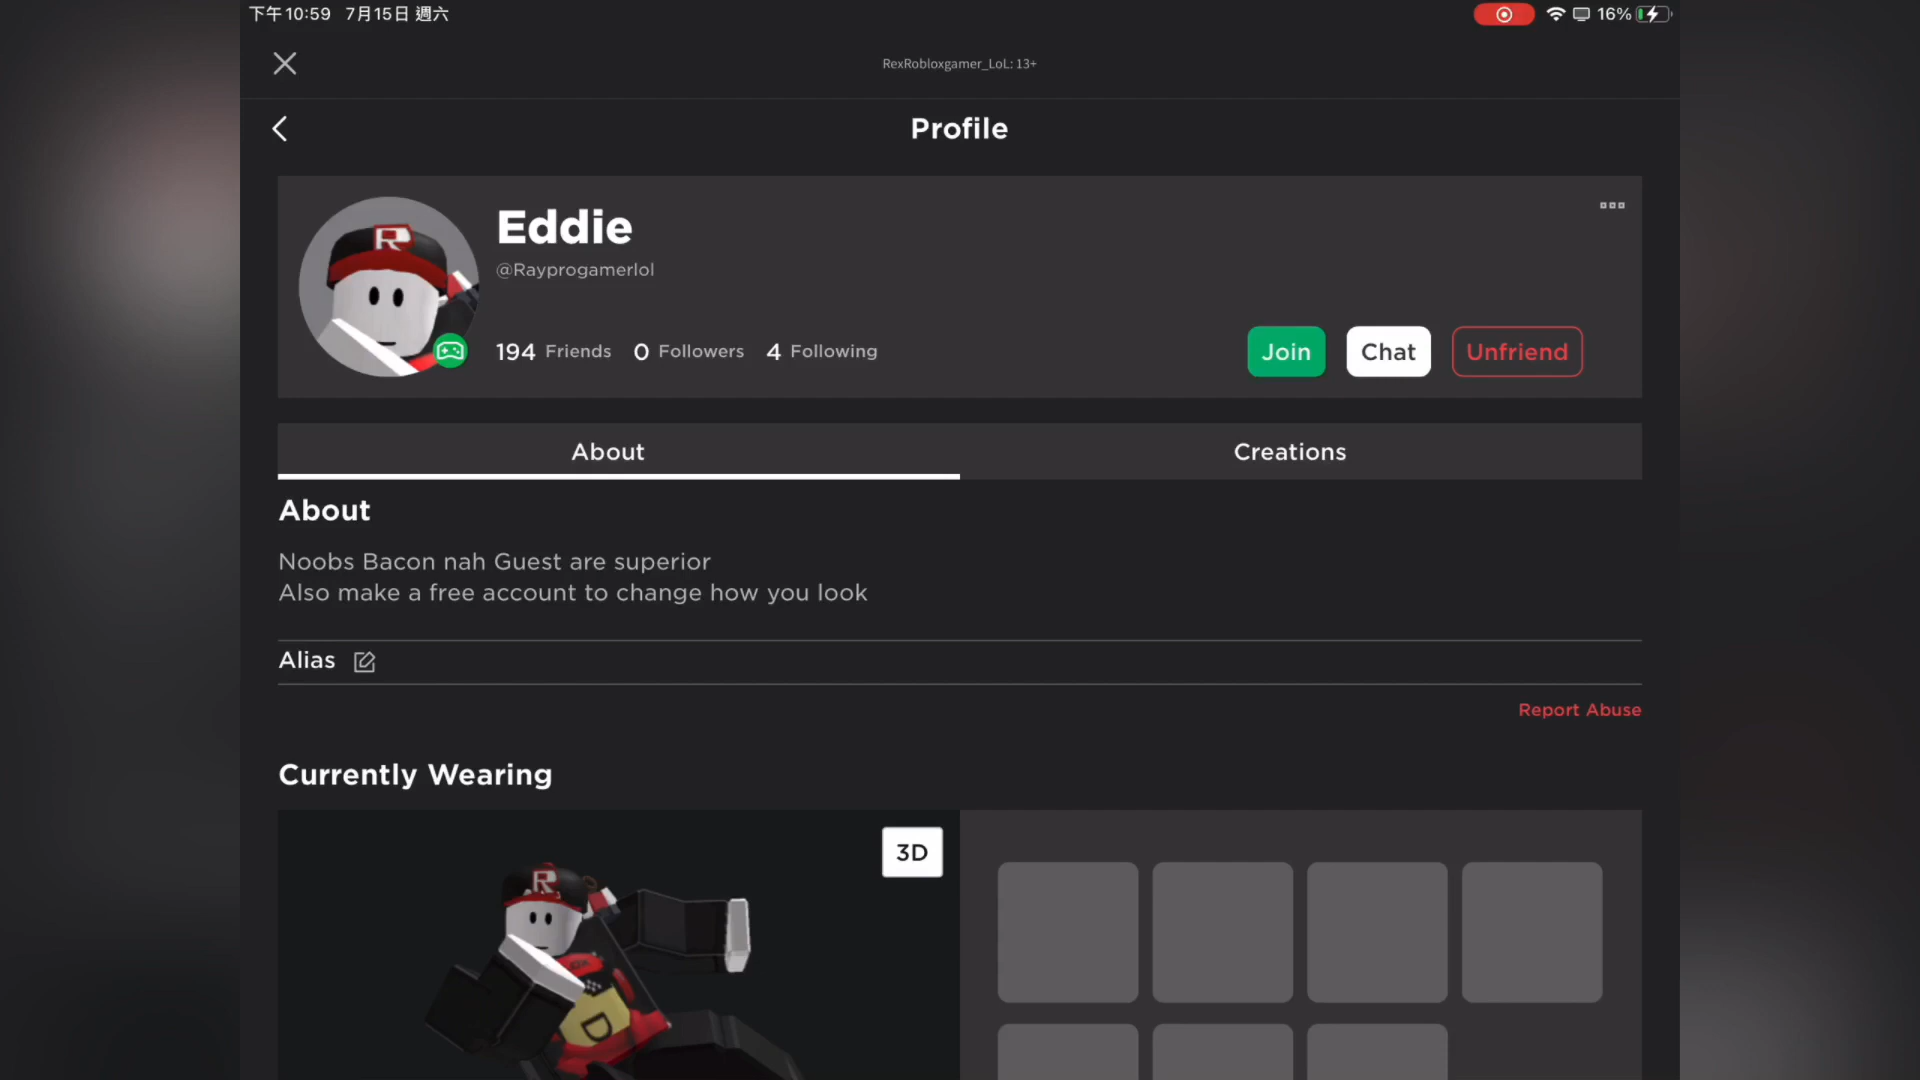 下午10:59 7月15日 週六
16%
RexRobloxgamer_LoL: 13+
Profile
Eddie
@Rayprogamerlol
194 Friends 0 Followers 4 Following
Join Chat Unfriend
About Creations
About
Noobs Bacon nah Guest are superior
Also make a free account to change how you look
Alias
Report Abuse
Currently Wearing
3D
R
R
D